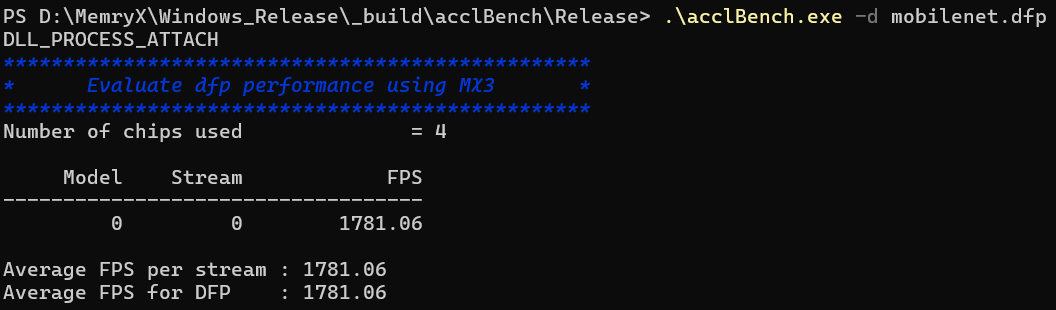 PS D:\MemryX\Windows_Release\_build\acclBench\Release> .\acclBench.exe -d mobilenet.dfp
DLL_PROCESS_ATTACH
*************************************************
*      Evaluate dfp performance using MX3       *
*************************************************
Number of chips used              = 4
     Model    Stream            FPS
-----------------------------------
         0         0        1781.06
Average FPS per stream : 1781.06
Average FPS for DFP    : 1781.06